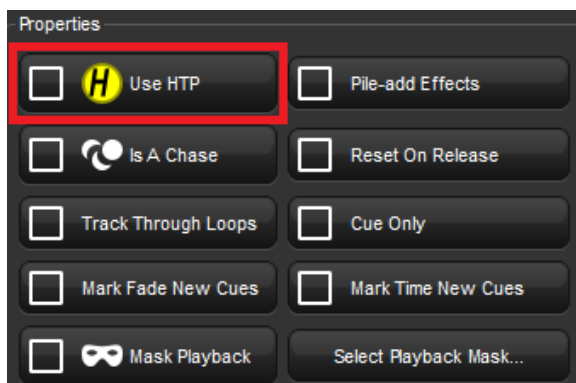 Properties
H Use HTP
Pile-add Effects
Is A Chase
Reset On Release
Track Through Loops
Cue Only
Mark Fade New Cues
Mark Time New Cues
Mask Playback
Select Playback Mask...